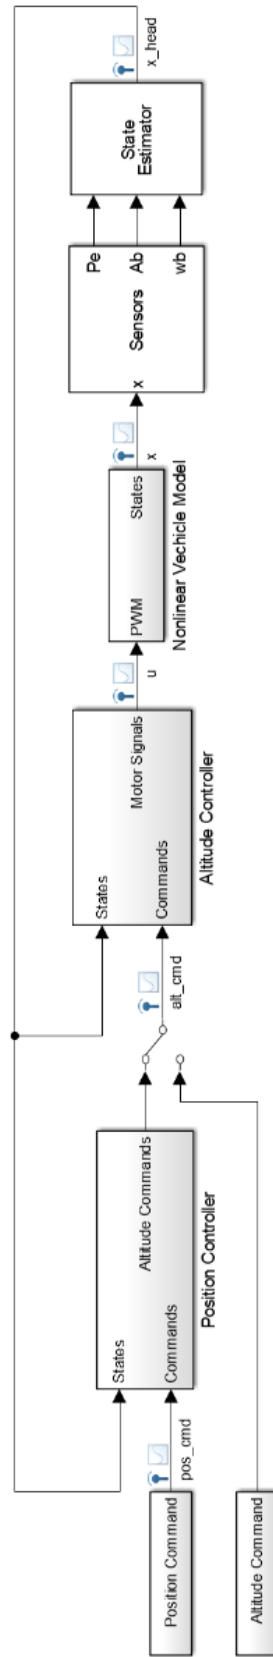 Position Command
pos_cmd
Altitude Command
States
Commands
Altitude Commands
Position Controller
alt_cmd
States
Commands
Motor Signals
Altitude Controller
u
PWM
States
Nonlinear Vechicle Model
x
x
Sensors
Pe
Ab
wb
State
Estimator
x_head